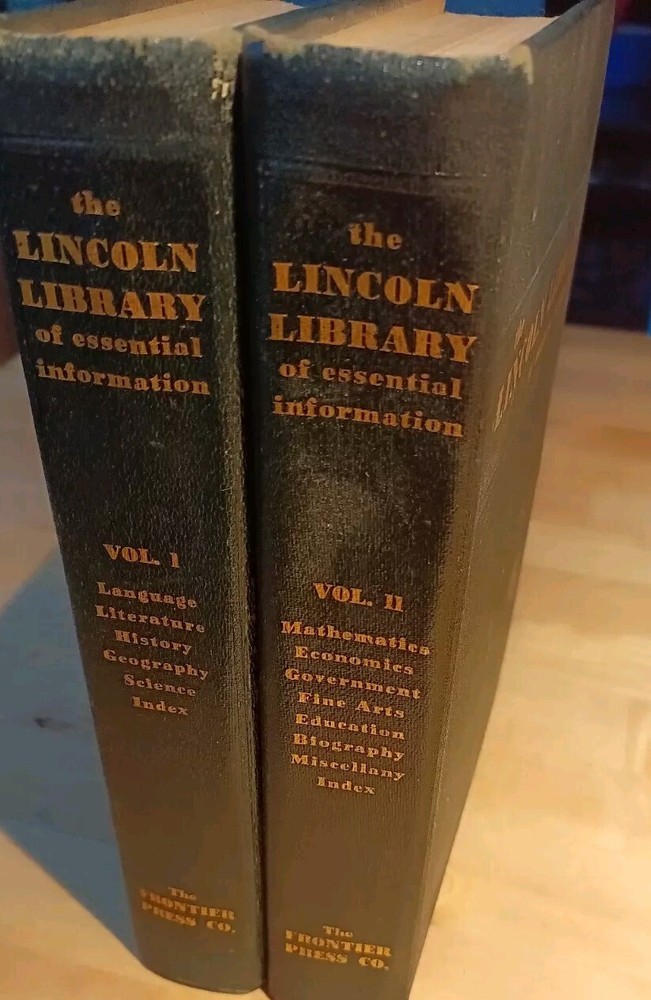 the
LINCOLN
LIBRARY
of essential
information
VOL. I
Language
Literature
History
Geography
Science
Index
The
FRONTIER
PRESS CO.
the
LINCOLN
LIBRARY
of essential
information
VOL. II
Mathematics
Economics
Government
Fine Arts
Education
Biography
Miscellany
Index
The
FRONTIER
PRESS CO.